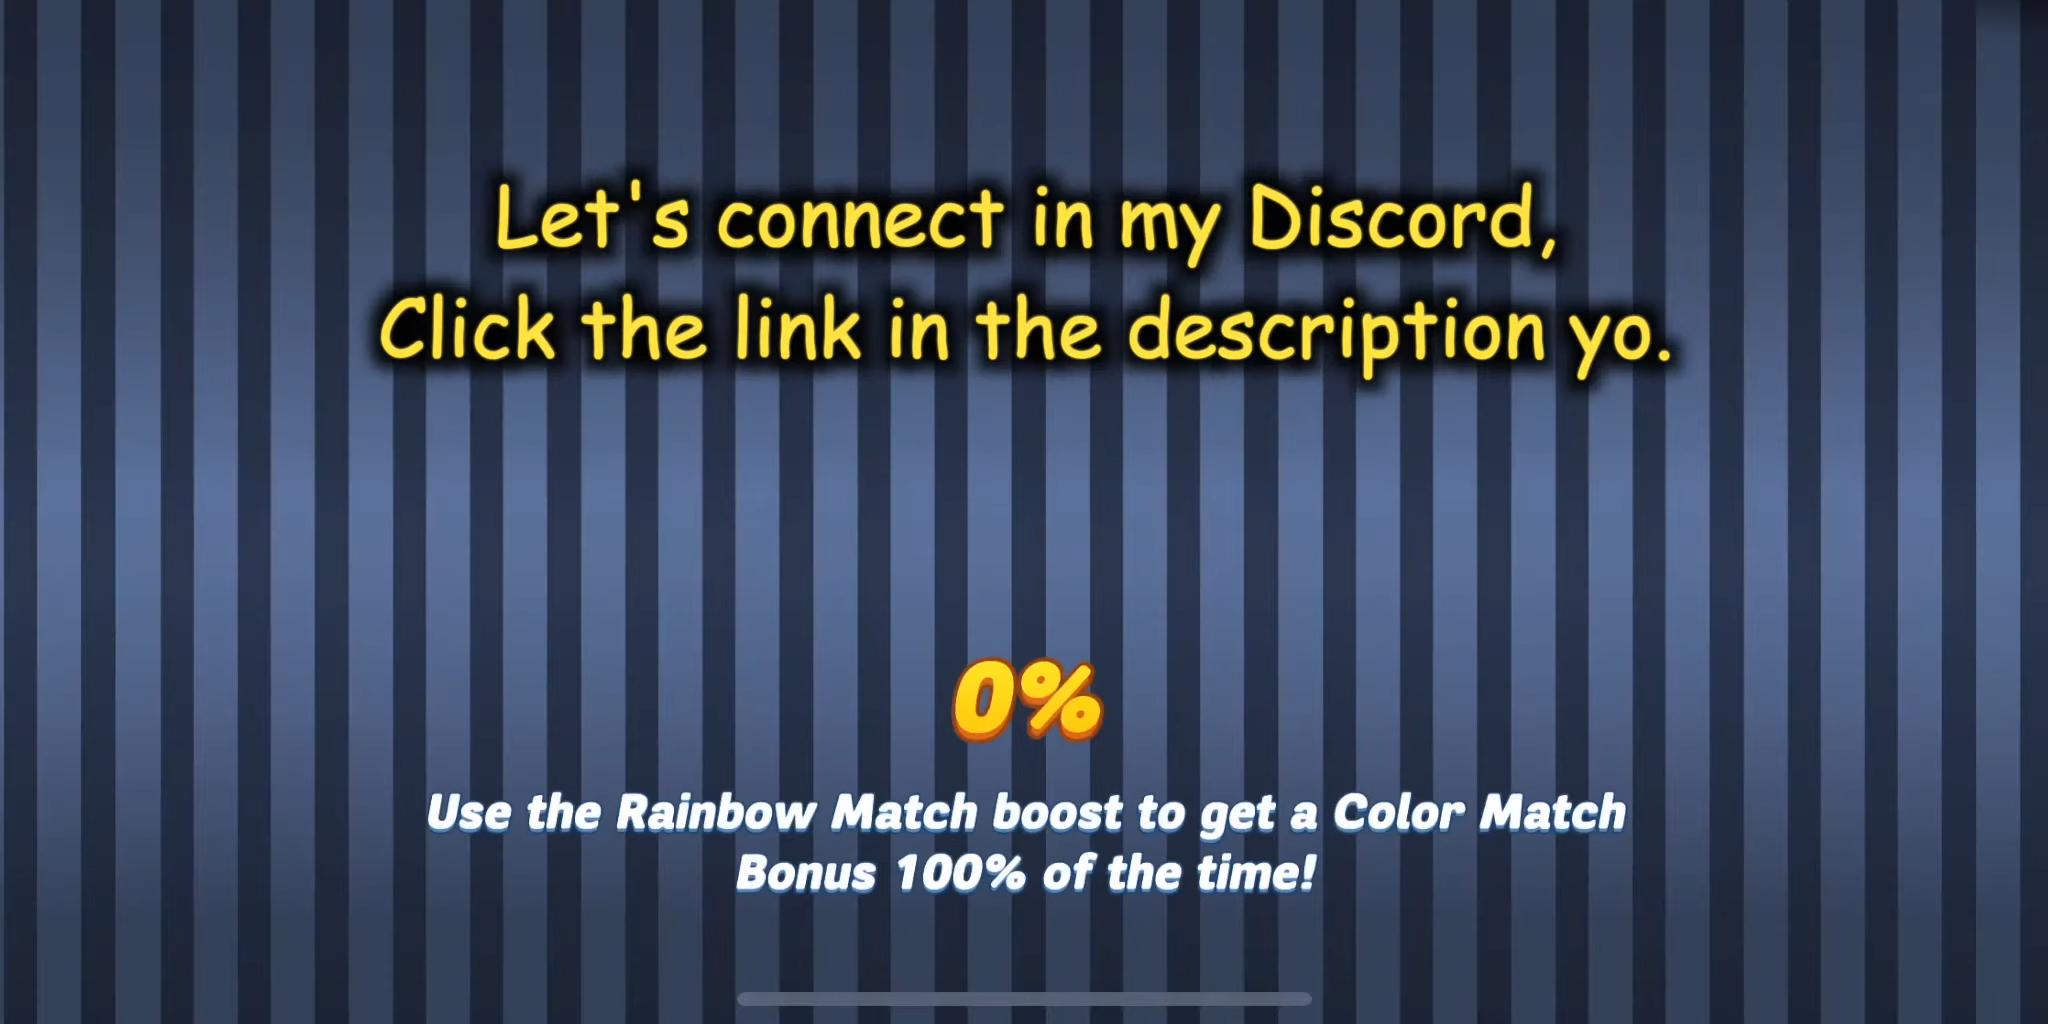 Let's connect in my Discord,
Click the link in the description yo.
0%
Use the Rainbow Match boost to get a Color Match
Bonus 100% of the time!